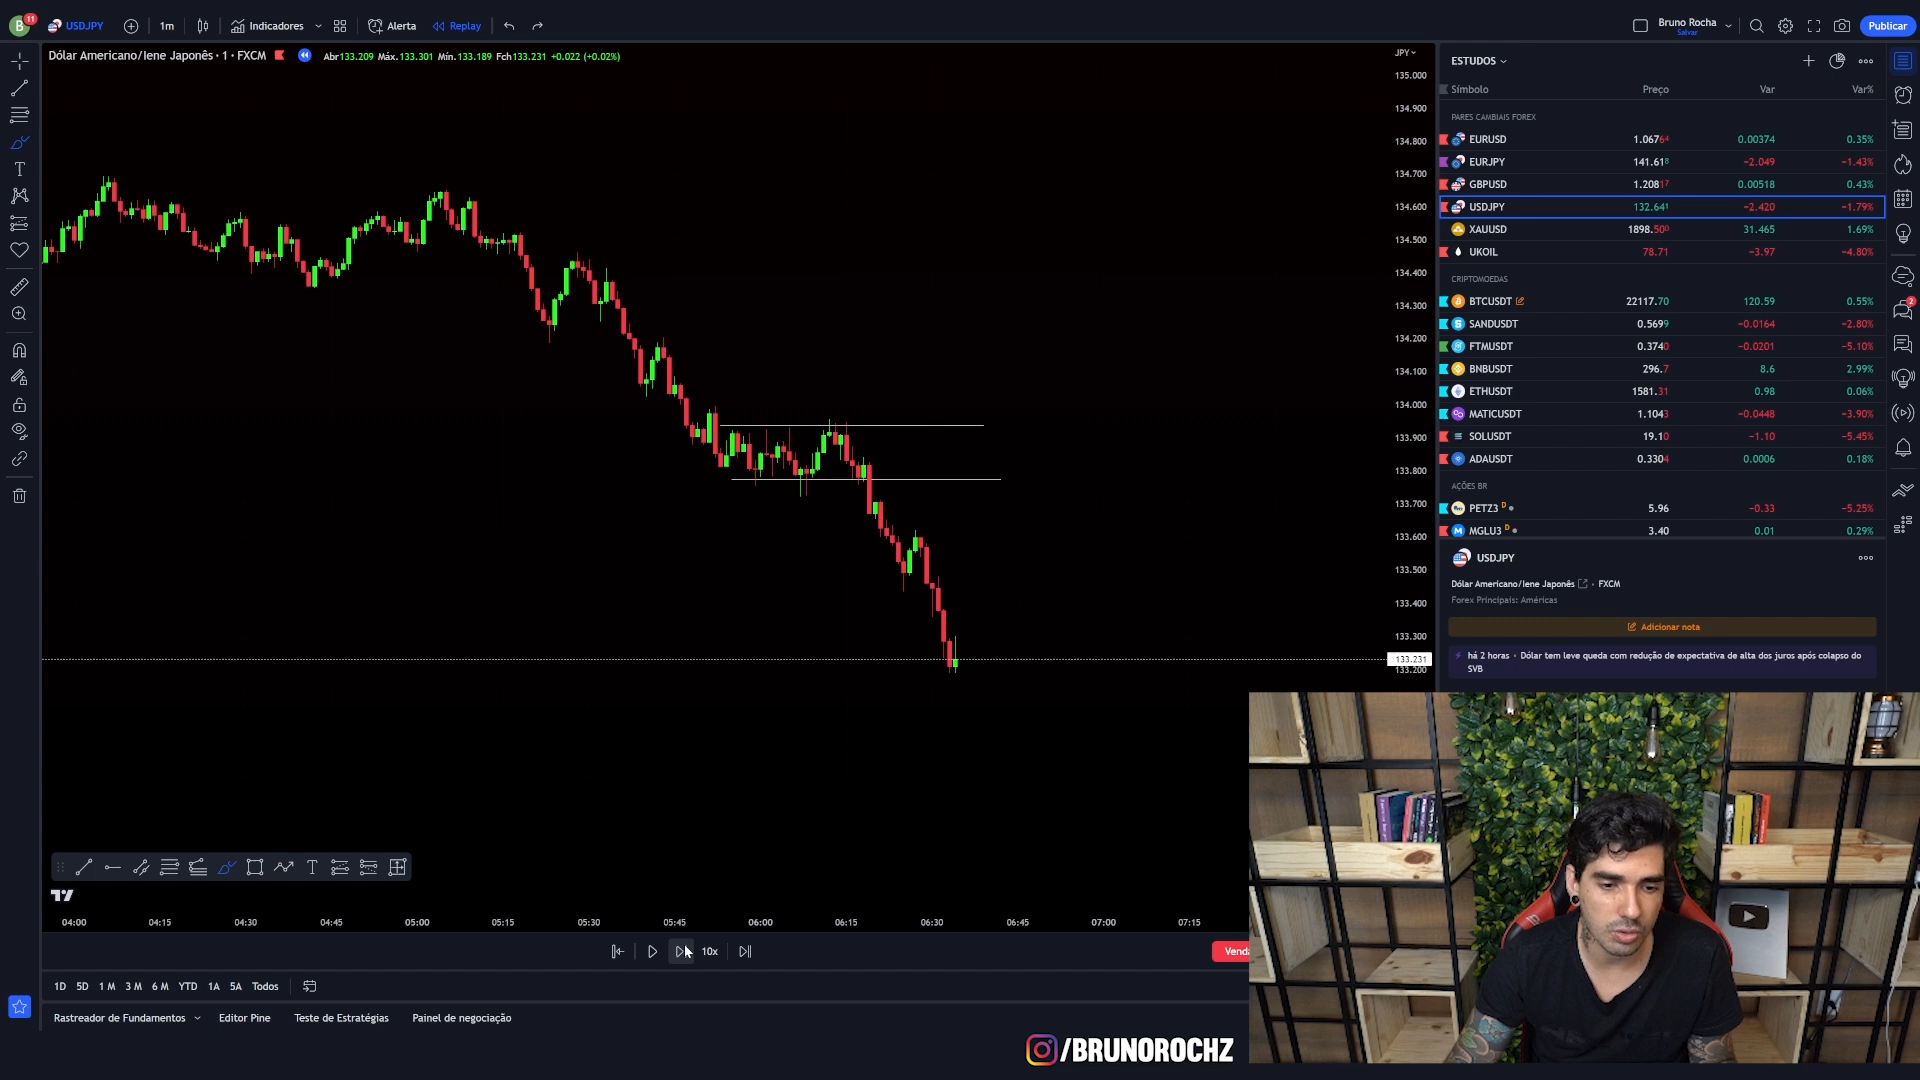 B 11 USDJPY 1m Indicadores Alerta Replay Bruno Rocha Salvar Publicar
Dólar Americano/Iene Japonês · 1 · FXCM Abr133.209 Máx.133.301 Mín.133.189 Fch133.231 +0.022 (+0.02%)
JPY
135.000
134.900
134.800
134.700
134.600
134.500
134.400
134.300
134.200
134.100
134.000
133.900
133.800
133.700
133.600
133.500
133.400
133.300
133.231
133.200
04:00 04:15 04:30 04:45 05:00 05:15 05:30 05:45 06:00 06:15 06:30 06:45 07:00 07:15
10x
Venda
1D 5D 1 M 3 M 6 M YTD 1A 5A Todos
Rastreador de Fundamentos Editor Pine Teste de Estratégias Painel de negociação
ESTUDOS
Símbolo Preço Var Var%
PARES CAMBIAIS FOREX
EURUSD 1.06764 0.00374 0.35%
EURJPY 141.618 −2.049 −1.43%
GBPUSD 1.20817 0.00518 0.43%
USDJPY 132.641 −2.420 −1.79%
XAUUSD 1898.500 31.465 1.69%
UKOIL 78.71 −3.97 −4.80%
CRIPTOMOEDAS
BTCUSDT 22117.70 120.59 0.55%
SANDUSDT 0.5699 −0.0164 −2.80%
FTMUSDT 0.3740 −0.0201 −5.10%
BNBUSDT 296.7 8.6 2.99%
ETHUSDT 1581.31 0.98 0.06%
MATICUSDT 1.1043 −0.0448 −3.90%
SOLUSDT 19.10 −1.10 −5.45%
ADAUSDT 0.3304 0.0006 0.18%
AÇÕES BR
PETZ3 D 5.96 −0.33 −5.25%
MGLU3 D 3.40 0.01 0.29%
USDJPY
Dólar Americano/Iene Japonês · FXCM
Forex Principais: Américas
Adicionar nota
há 2 horas · Dólar tem leve queda com redução de expectativa de alta dos juros após colapso do
SVB
2
/BRUNOROCHZ